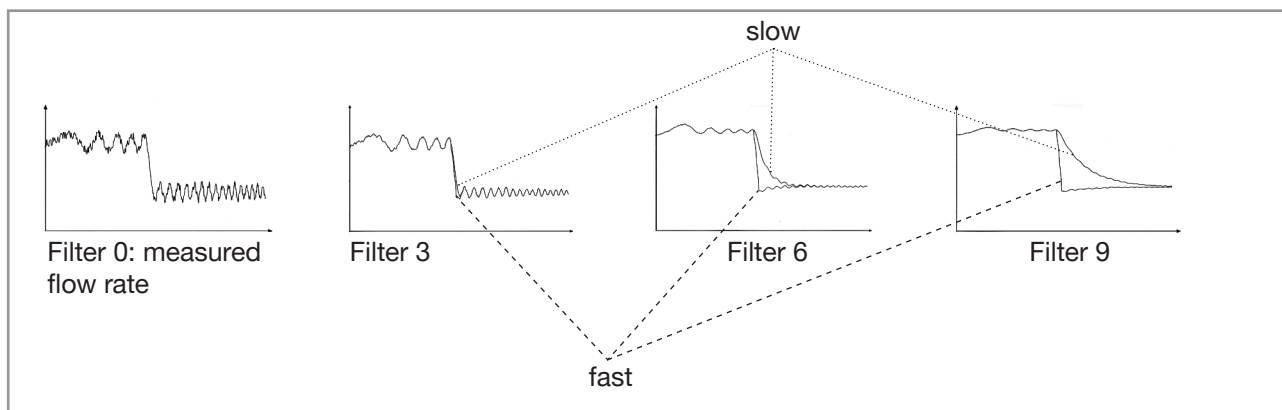 slow
Filter 0: measured
flow rate
Filter 3
Filter 6
Filter 9
fast